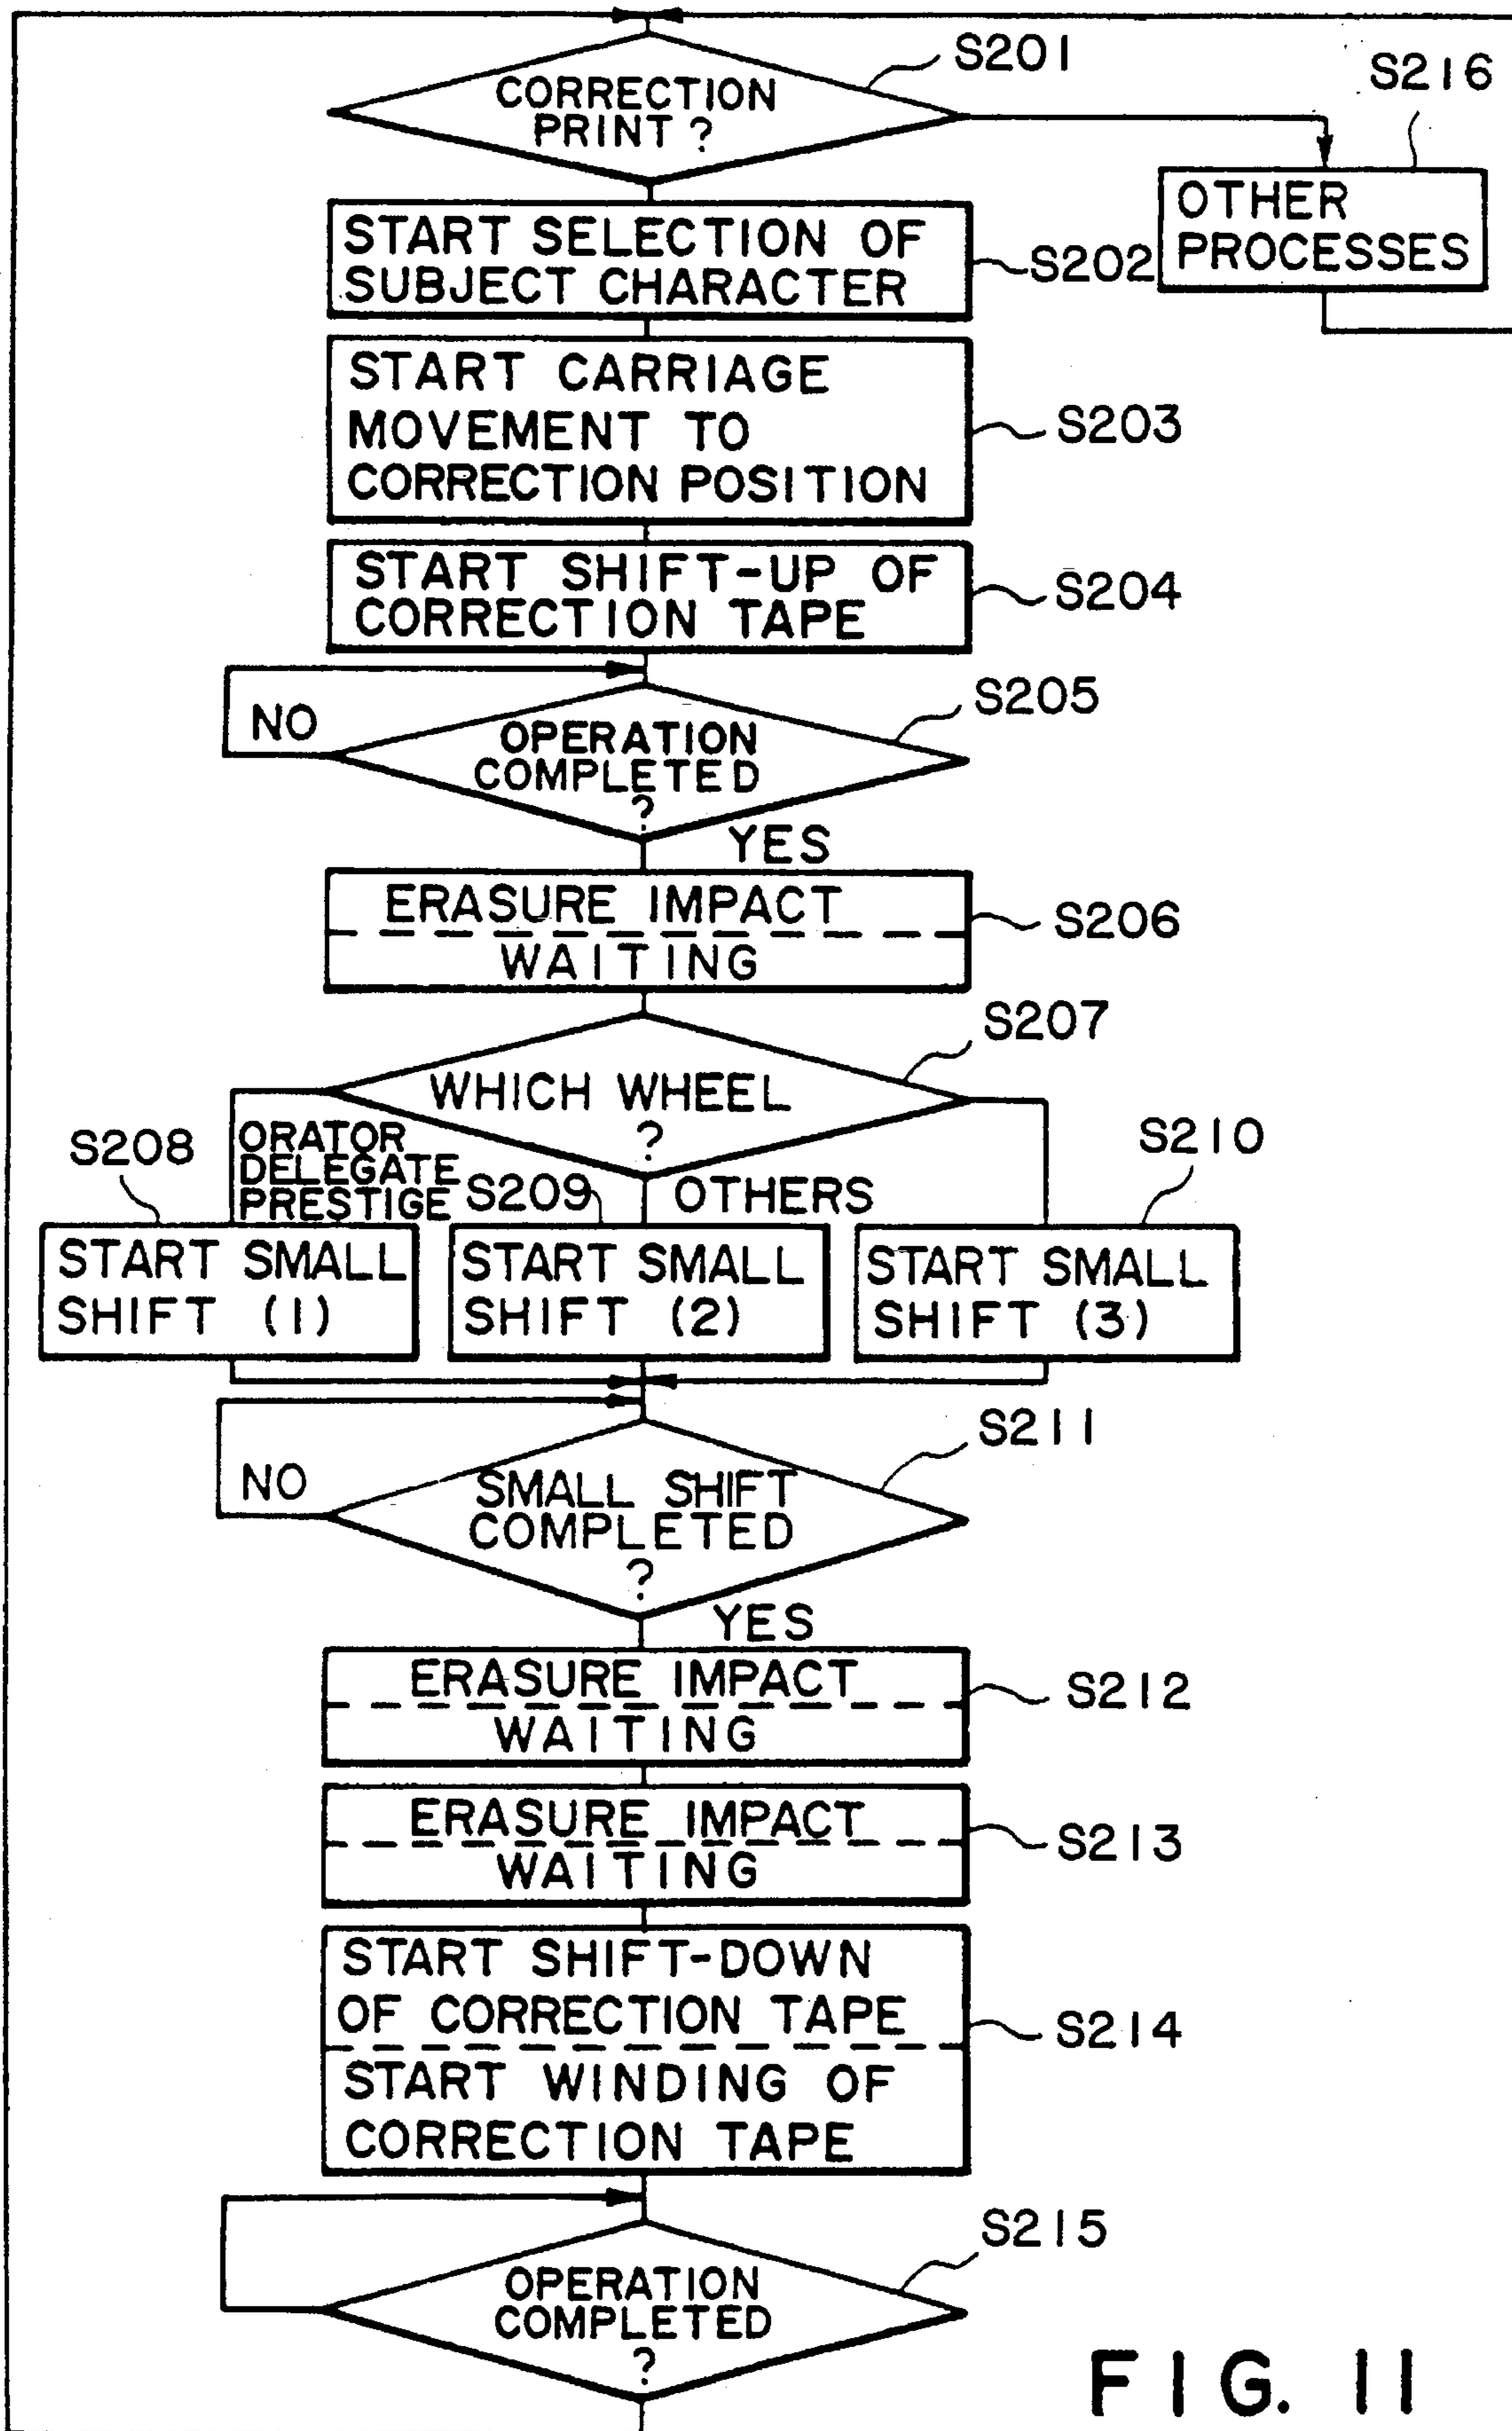 CORRECTION
PRINT ?
S201
S216
OTHER
PROCESSES
START SELECTION OF
SUBJECT CHARACTER
S202
START CARRIAGE
MOVEMENT TO
CORRECTION POSITION
S203
START SHIFT-UP OF
CORRECTION TAPE
S204
NO
OPERATION
COMPLETED
?
S205
YES
ERASURE IMPACT
WAITING
S206
WHICH WHEEL
?
S207
S208
ORATOR
DELEGATE
PRESTIGE
S209
OTHERS
S210
START SMALL
SHIFT (1)
START SMALL
SHIFT (2)
START SMALL
SHIFT (3)
NO
SMALL SHIFT
COMPLETED
?
S211
YES
ERASURE IMPACT
WAITING
S212
ERASURE IMPACT
WAITING
S213
START SHIFT-DOWN
OF CORRECTION TAPE
START WINDING OF
CORRECTION TAPE
S214
OPERATION
COMPLETED
?
S215
FIG. 11